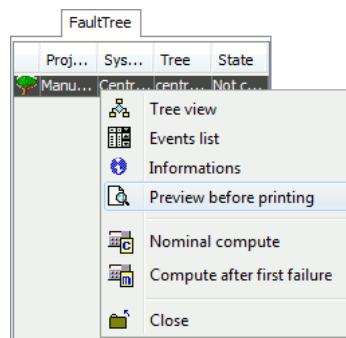 FaultTree
Proj... Sys... Tree State
Manu... Centr... centr... Not c...
Tree view
Events list
Informations
Preview before printing
C Nominal compute
m Compute after first failure
Close